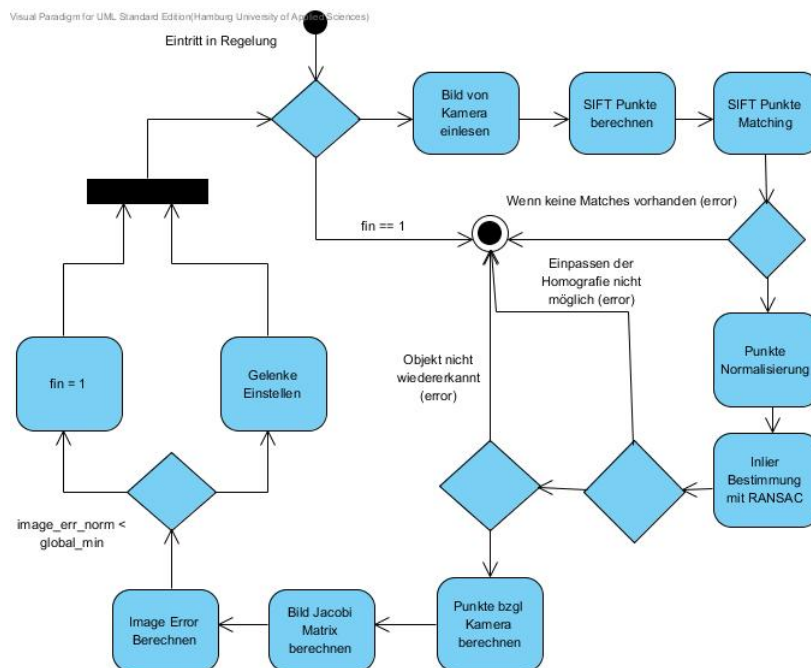 Visual Paradigm for UML Standard Edition(Hamburg University of Applied Sciences)
Eintritt in Regelung
Bild von
Kamera
einlesen
SIFT Punkte
berechnen
SIFT Punkte
Matching
Wenn keine Matches vorhanden (error)
fin == 1
Einpassen der
Homografie nicht
möglich (error)
Punkte
Normalisierung
Objekt nicht
wiedererkannt
(error)
fin = 1
Gelenke
Einstellen
Inlier
Bestimmung
mit RANSAC
image_err_norm <
global_min
Image Error
Berechnen
Bild Jacobi
Matrix
berechnen
Punkte bzgl
Kamera
berechnen